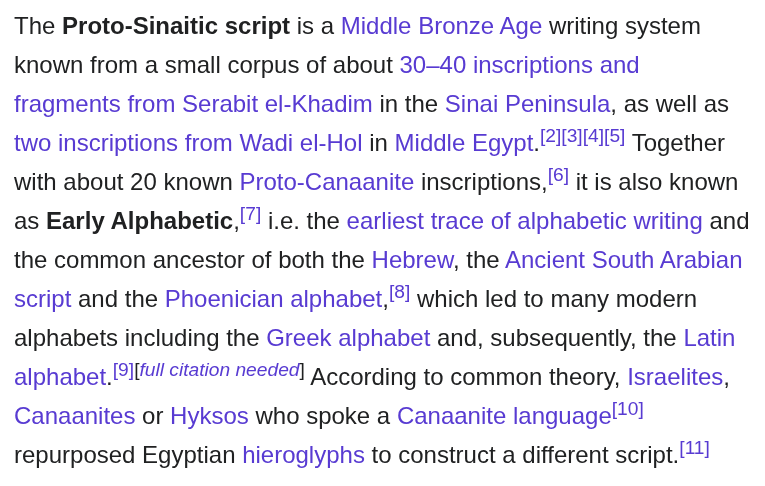 The Proto-Sinaitic script is a Middle Bronze Age writing system
known from a small corpus of about 30–40 inscriptions and
fragments from Serabit el-Khadim in the Sinai Peninsula, as well as
two inscriptions from Wadi el-Hol in Middle Egypt.[2][3][4][5] Together
with about 20 known Proto-Canaanite inscriptions,[6] it is also known
as Early Alphabetic,[7] i.e. the earliest trace of alphabetic writing and
the common ancestor of both the Hebrew, the Ancient South Arabian
script and the Phoenician alphabet,[8] which led to many modern
alphabets including the Greek alphabet and, subsequently, the Latin
alphabet.[9][full citation needed] According to common theory, Israelites,
Canaanites or Hyksos who spoke a Canaanite language[10]
repurposed Egyptian hieroglyphs to construct a different script.[11]